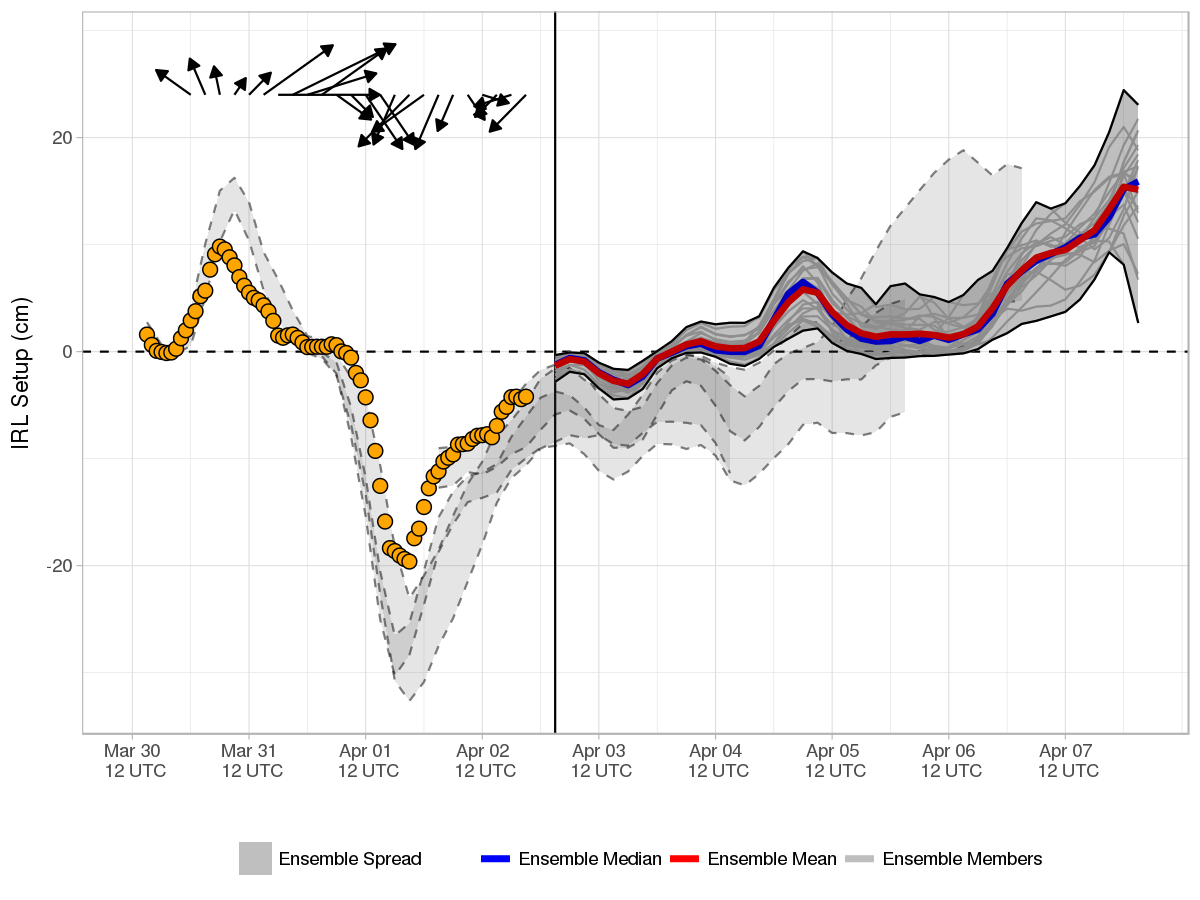 IRL Setup (cm)
20
0
-20
Mar 30 Mar 31 Apr 01 Apr 02 Apr 03 Apr 04 Apr 05 Apr 06 Apr 07
12 UTC 12 UTC 12 UTC 12 UTC 12 UTC 12 UTC 12 UTC 12 UTC 12 UTC
Ensemble Spread Ensemble Median Ensemble Mean Ensemble Members